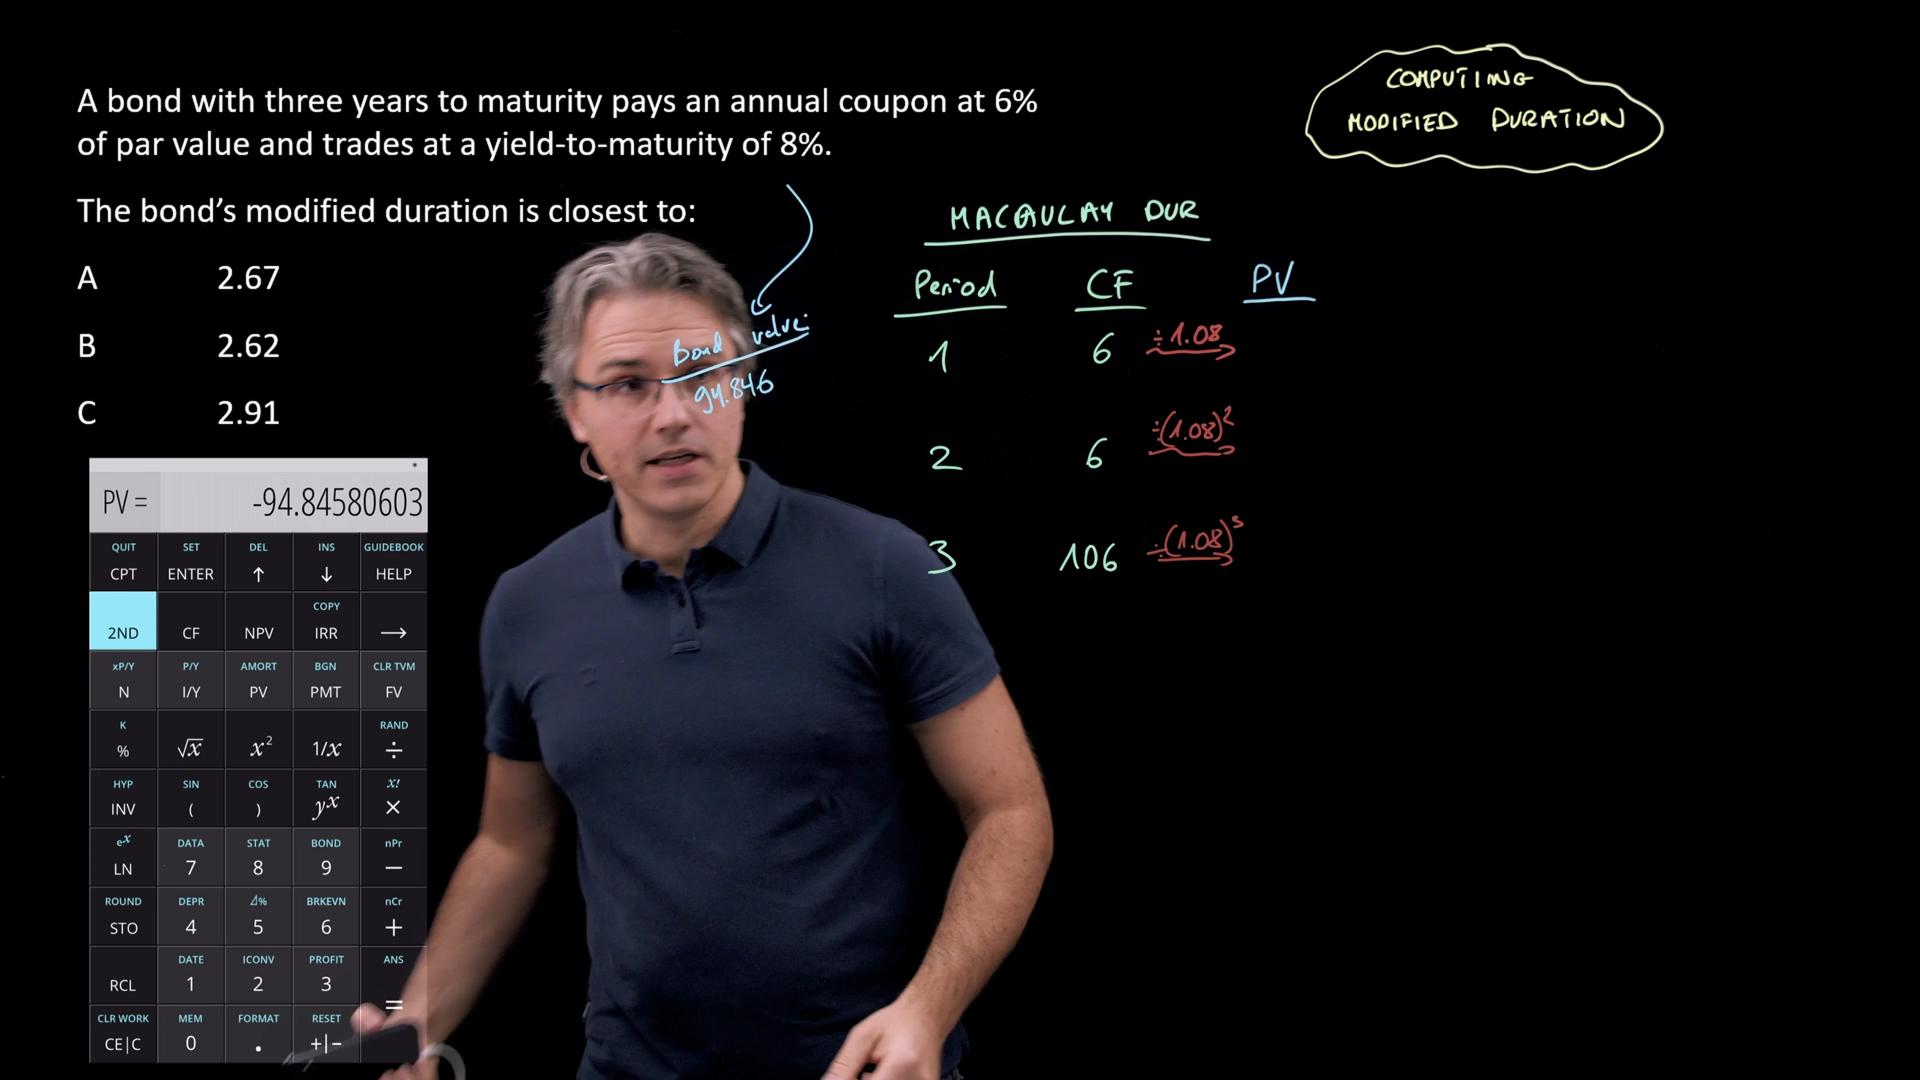 A bond with three years to maturity pays an annual coupon at 6%
of par value and trades at a yield-to-maturity of 8%.
The bond's modified duration is closest to:
A 2.67
B 2.62
C 2.91
COMPUTING
MODIFIED DURATION
Bond value:
94.846
MACAULAY DUR
Period CF PV
1 6 ÷1.08
2 6 ÷(1.08)²
3 106 ÷(1.08)³
PV = -94.84580603
QUIT SET DEL INS GUIDEBOOK
CPT ENTER ↑ ↓ HELP
COPY
2ND CF NPV IRR →
xP/Y P/Y AMORT BGN CLR TVM
N I/Y PV PMT FV
K RAND
% √x x² 1/x ÷
HYP SIN COS TAN x!
INV ( ) yˣ ×
eˣ DATA STAT BOND nPr
LN 7 8 9 −
ROUND DEPR Δ% BRKEVN nCr
STO 4 5 6 +
DATE ICONV PROFIT ANS
RCL 1 2 3 =
CLR WORK MEM FORMAT RESET
CE|C 0 . +|−